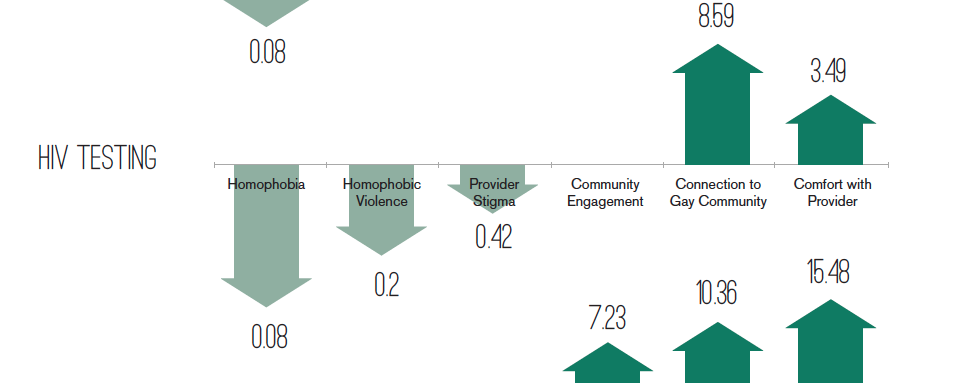 8.59
0.08
3.49
HIV TESTING
Homophobia
Homophobic
Violence
Provider
Stigma
Community
Engagement
Connection to
Gay Community
Comfort with
Provider
0.42
0.2
0.08
7.23
10.36
15.48